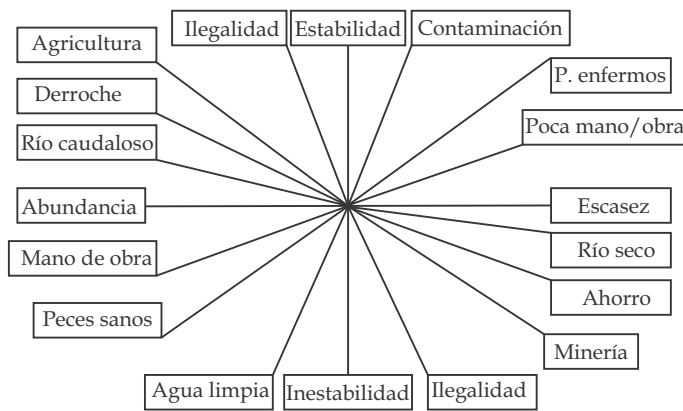 Ilegalidad
Estabilidad
Contaminación
Agricultura
P. enfermos
Derroche
Poca mano/obra
Río caudaloso
Abundancia
Escasez
Mano de obra
Río seco
Ahorro
Peces sanos
Minería
Agua limpia
Inestabilidad
Ilegalidad